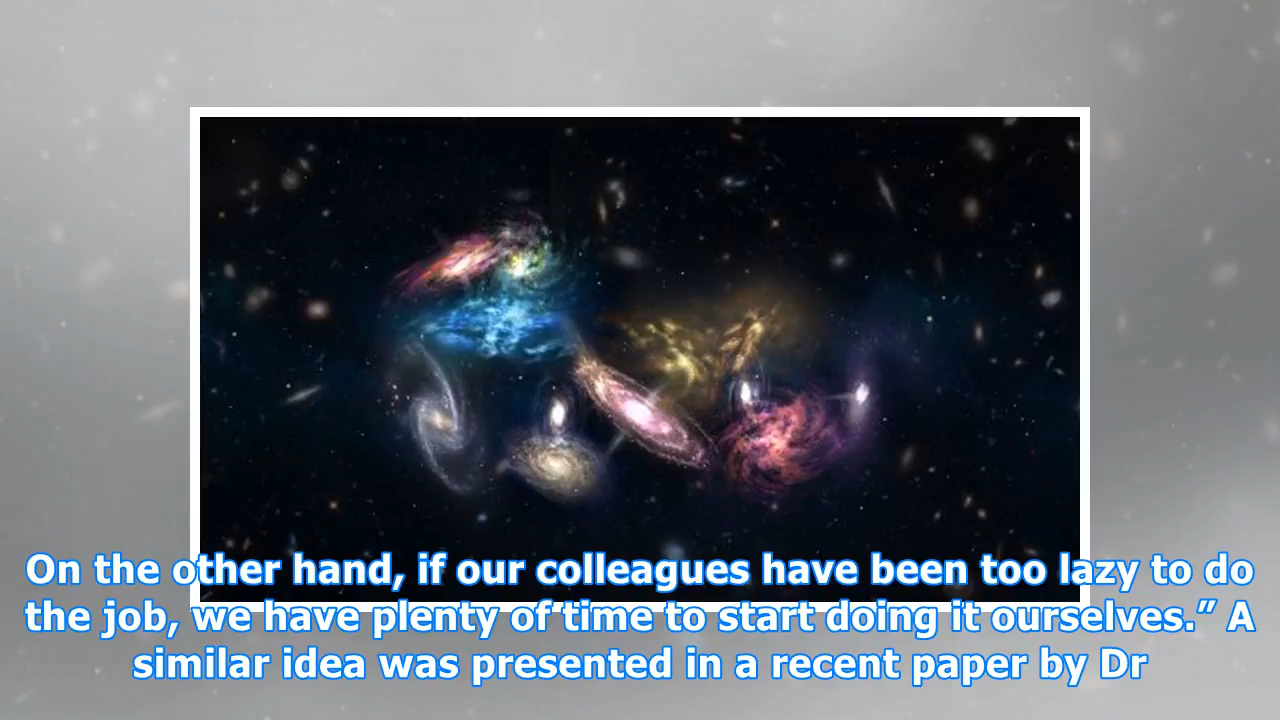 On the other hand, if our colleagues have been too lazy to do
the job, we have plenty of time to start doing it ourselves.” A
similar idea was presented in a recent paper by Dr